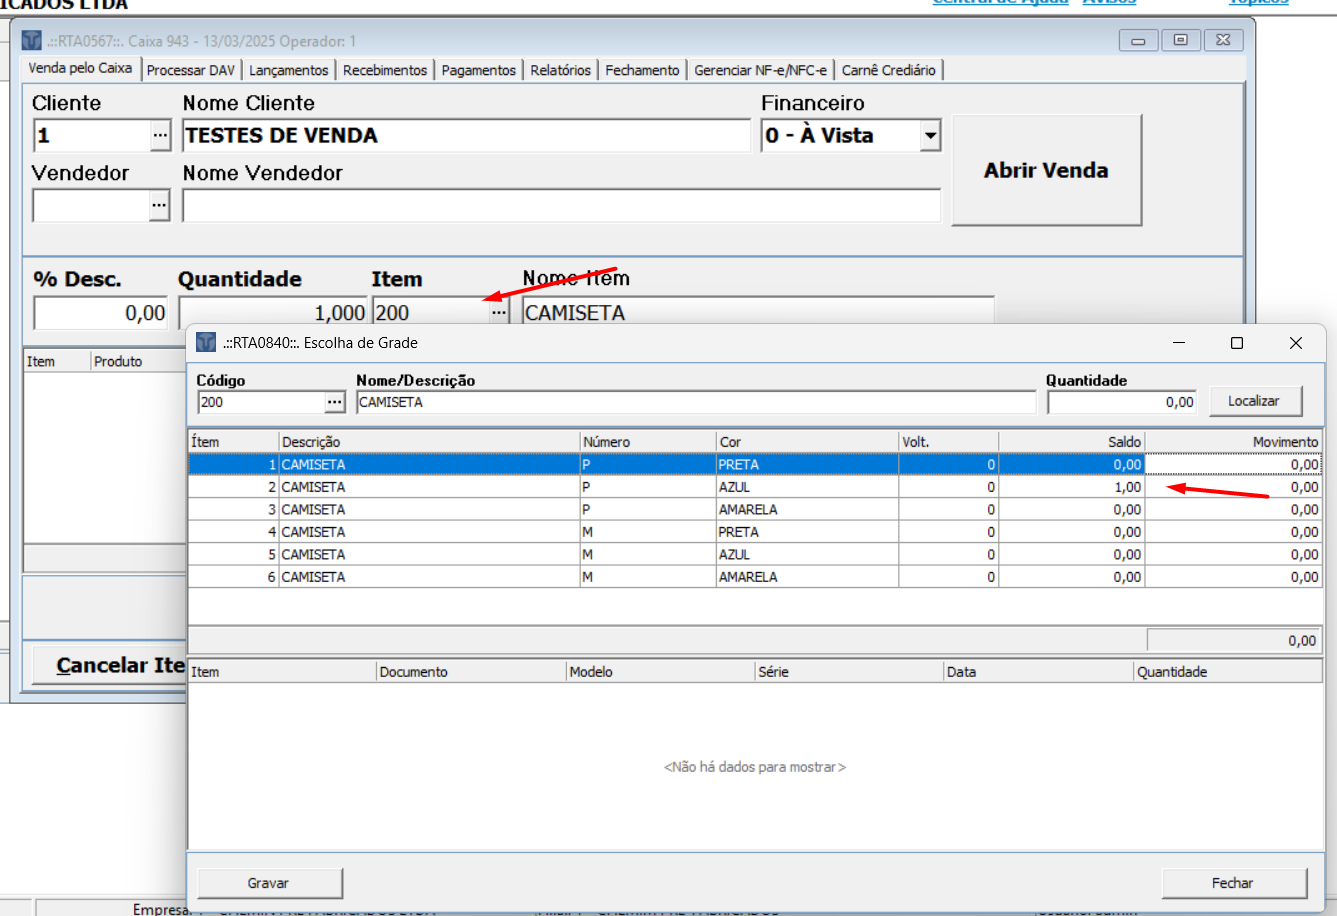 ICADOS LTDA
Central de Ajuda Avisos Tópicos
.::RTA0567::. Caixa 943 - 13/03/2025 Operador: 1
Venda pelo Caixa Processar DAV Lançamentos Recebimentos Pagamentos Relatórios Fechamento Gerenciar NF-e/NFC-e Carnê Crediário
Cliente Nome Cliente Financeiro
1 ... TESTES DE VENDA 0 - À Vista
Abrir Venda
Vendedor Nome Vendedor
...
% Desc. Quantidade Item Nome Item
0,00 1,000 200 ... CAMISETA
Item Produto
Cancelar Ite
.::RTA0840::. Escolha de Grade
Código Nome/Descrição Quantidade
200 ... CAMISETA 0,00 Localizar
Ítem Descrição Número Cor Volt. Saldo Movimento
1 CAMISETA P PRETA 0 0,00 0,00
2 CAMISETA P AZUL 0 1,00 0,00
3 CAMISETA P AMARELA 0 0,00 0,00
4 CAMISETA M PRETA 0 0,00 0,00
5 CAMISETA M AZUL 0 0,00 0,00
6 CAMISETA M AMARELA 0 0,00 0,00
0,00
Item Documento Modelo Série Data Quantidade
<Não há dados para mostrar>
Gravar Fechar
Empresa